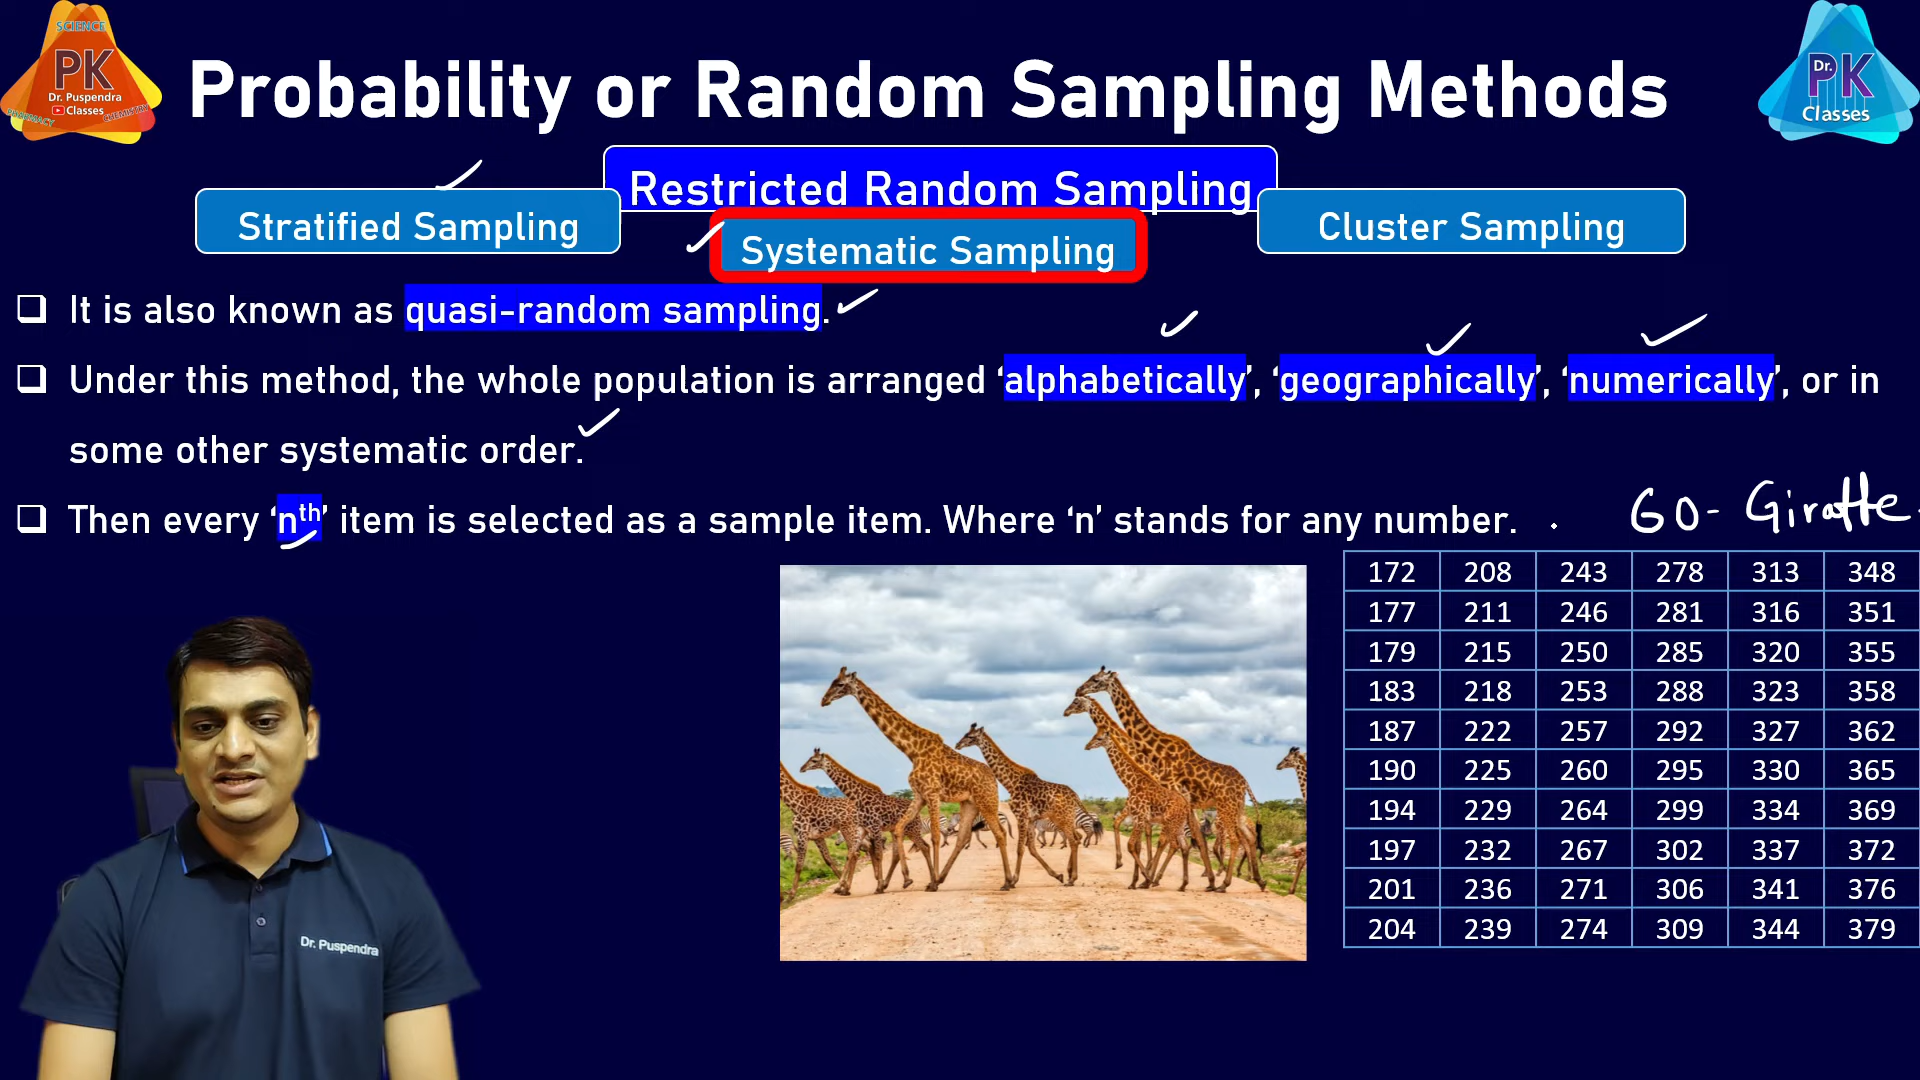 SCIENCE
PK
Dr. Puspendra
Classes
PHARMACY
CHEMISTRY
Probability or Random Sampling Methods
Dr.
PK
Classes
Restricted Random Sampling
Stratified Sampling
Systematic Sampling
Cluster Sampling
It is also known as quasi-random sampling.
Under this method, the whole population is arranged ‘alphabetically’, ‘geographically’, ‘numerically’, or in
some other systematic order.
Then every ‘nth’ item is selected as a sample item. Where ‘n’ stands for any number.
60- Giraffe
172 208 243 278 313 348
177 211 246 281 316 351
179 215 250 285 320 355
183 218 253 288 323 358
187 222 257 292 327 362
190 225 260 295 330 365
194 229 264 299 334 369
197 232 267 302 337 372
201 236 271 306 341 376
204 239 274 309 344 379
Dr. Puspendra